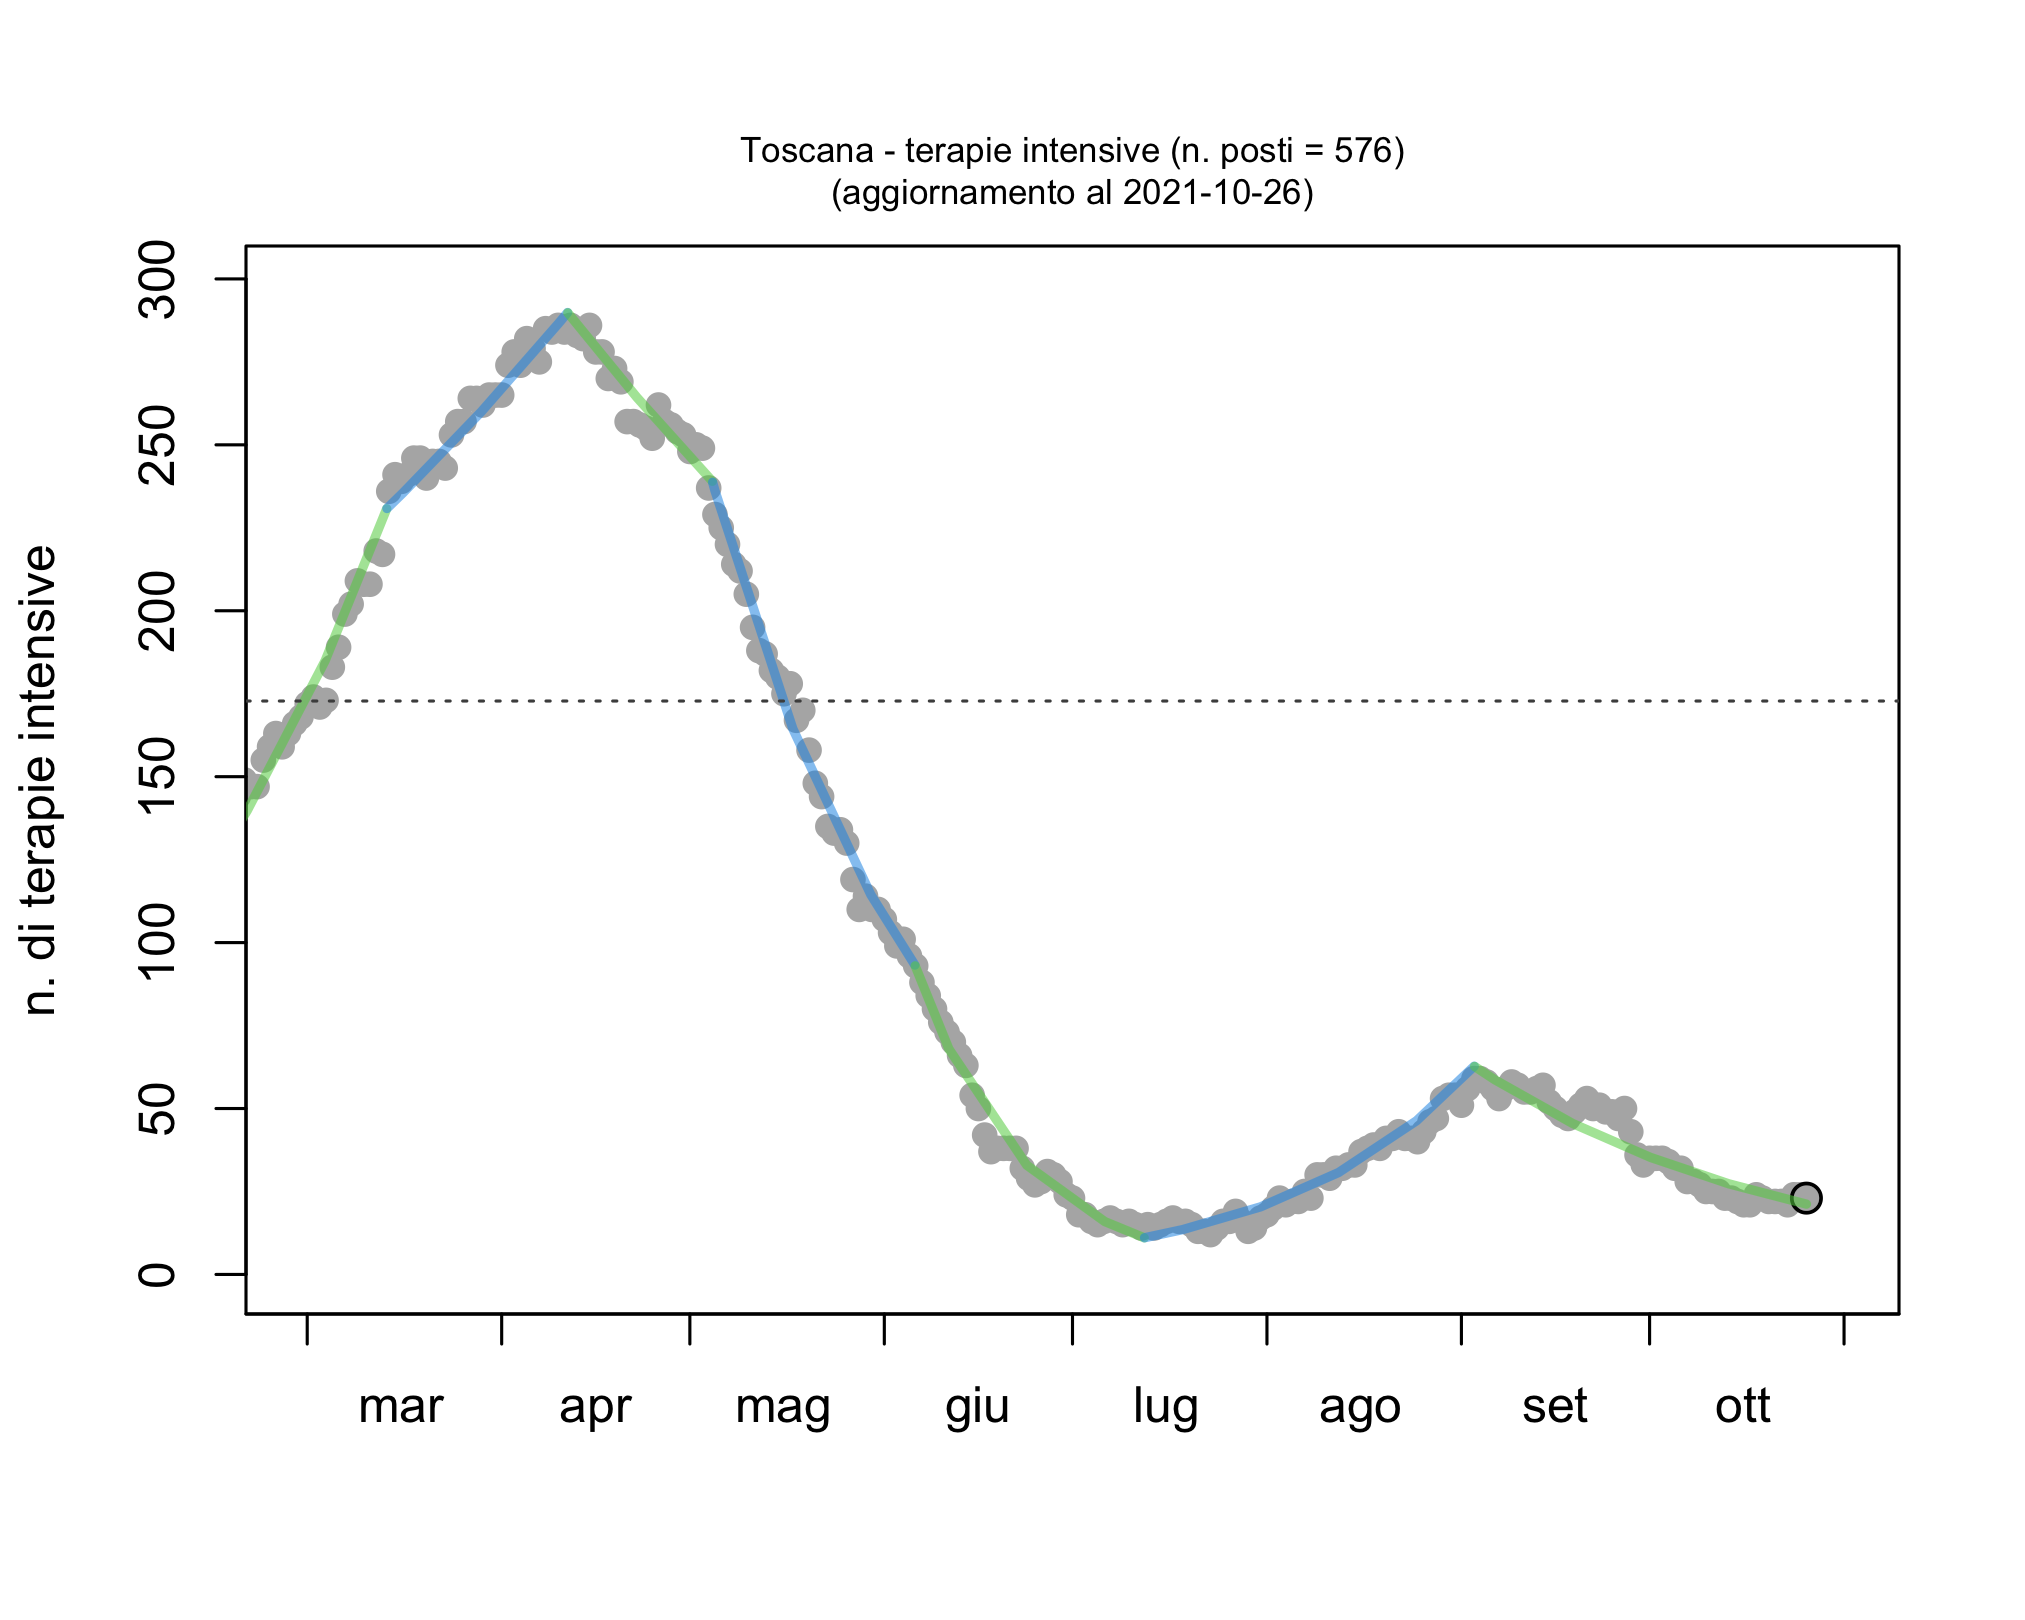 Toscana - terapie intensive (n. posti = 576)
(aggiornamento al 2021-10-26)
n. di terapie intensive
300
250
200
150
100
50
0
mar apr mag giu lug ago set ott